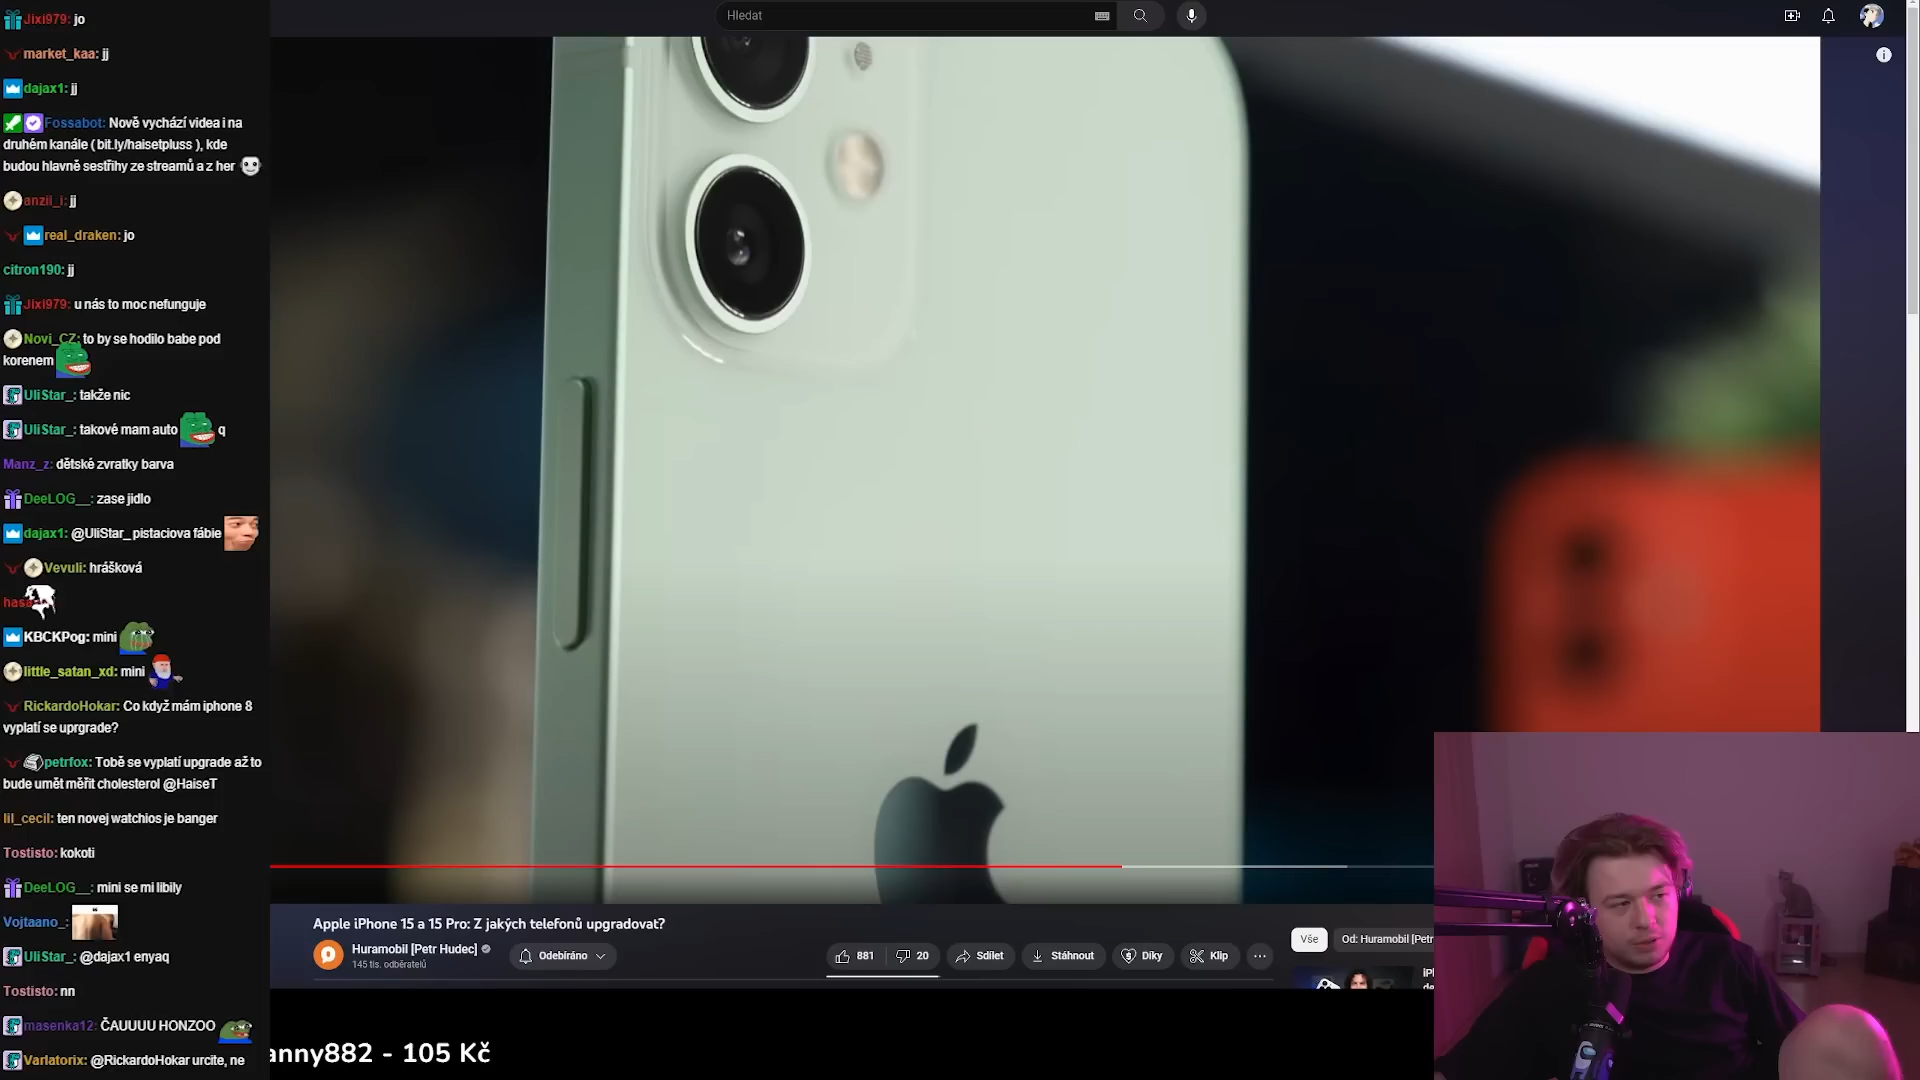 Jixi979: jo
market_kaa: jj
dajax1: jj
Fossabot: Nově vychází videa i na
druhém kanále ( bit.ly/haisetpluss ), kde
budou hlavně sestřihy ze streamů a z her
anzii_i: jj
real_draken: jo
citron190: jj
Jixi979: u nás to moc nefunguje
Novi_CZ: to by se hodilo babe pod
korenem
UliStar_: takže nic
UliStar_: takové mam auto q
Manz_z: dětské zvratky barva
DeeLOG__: zase jidlo
dajax1: @UliStar_ pistaciova fábie
Vevuli: hrášková
KBCKPog: mini
little_satan_xd: mini
RickardoHokar: Co když mám iphone 8
vyplatí se uprgrade?
petrfox: Tobě se vyplatí upgrade až to
bude umět měřit cholesterol @HaiseT
lil_cecil: ten novej watchios je banger
Tostisto: kokoti
DeeLOG__: mini se mi libily
Vojtaano_:
UliStar_: @dajax1 enyaq
Tostisto: nn
masenka12: ČAUUUU HONZOO
Varlatorix: @RickardoHokar urcite, ne
Hledat
Apple iPhone 15 a 15 Pro: Z jakých telefonů upgradovat?
Huramobil [Petr Hudec]
145 tis. odběratelů
Odebíráno
881
20
Sdílet
Stáhnout
Díky
Klip
Vše
Od: Huramobil [Petr
anny882 - 105 Kč